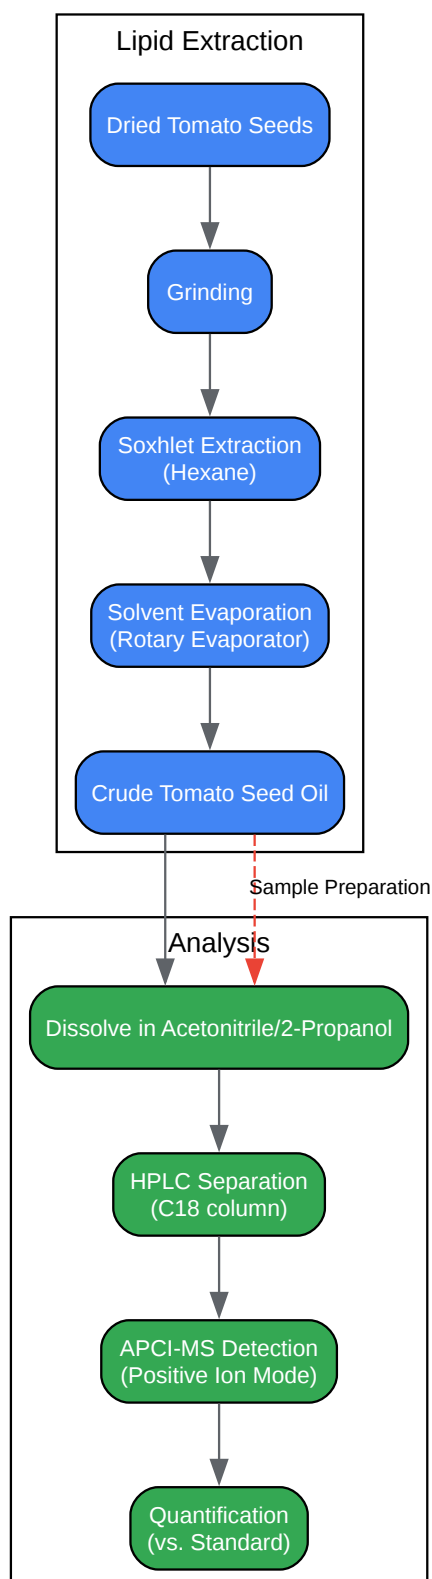 Lipid Extraction
Dried Tomato Seeds
Grinding
Soxhlet Extraction
(Hexane)
Solvent Evaporation
(Rotary Evaporator)
Crude Tomato Seed Oil
Sample Preparation
Analysis
Dissolve in Acetonitrile/2-Propanol
HPLC Separation
(C18 column)
APCI-MS Detection
(Positive Ion Mode)
Quantification
(vs. Standard)